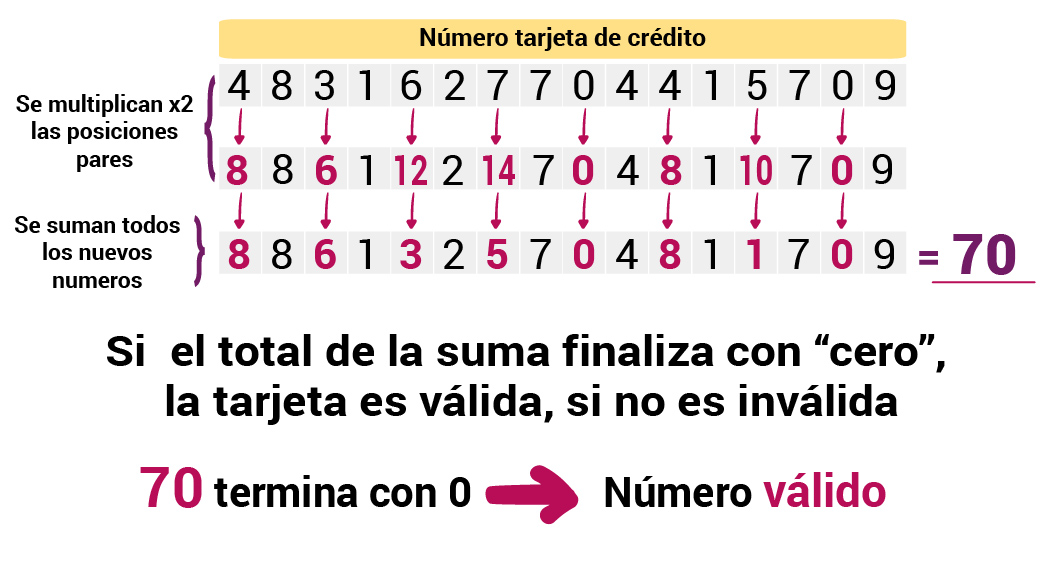 Número tarjeta de crédito
4 8 3 1 6 2 7 7 0 4 4 1 5 7 0 9
Se multiplican x2
las posiciones
pares
8 8 6 1 12 2 14 7 0 4 8 1 10 7 0 9
Se suman todos
los nuevos
numeros
8 8 6 1 3 2 5 7 0 4 8 1 1 7 0 9 = 70
Si el total de la suma finaliza con “cero”,
la tarjeta es válida, si no es inválida
70 termina con 0 Número válido